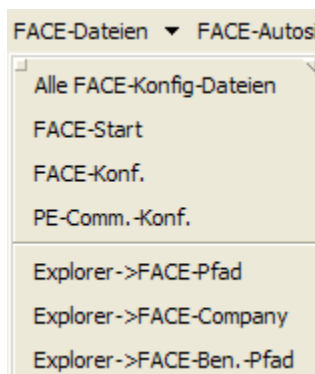 FACE-Dateien ▼ FACE-Autos
Alle FACE-Konfig-Dateien
FACE-Start
FACE-Konf.
PE-Comm.-Konf.
Explorer->FACE-Pfad
Explorer->FACE-Company
Explorer->FACE-Ben.-Pfad